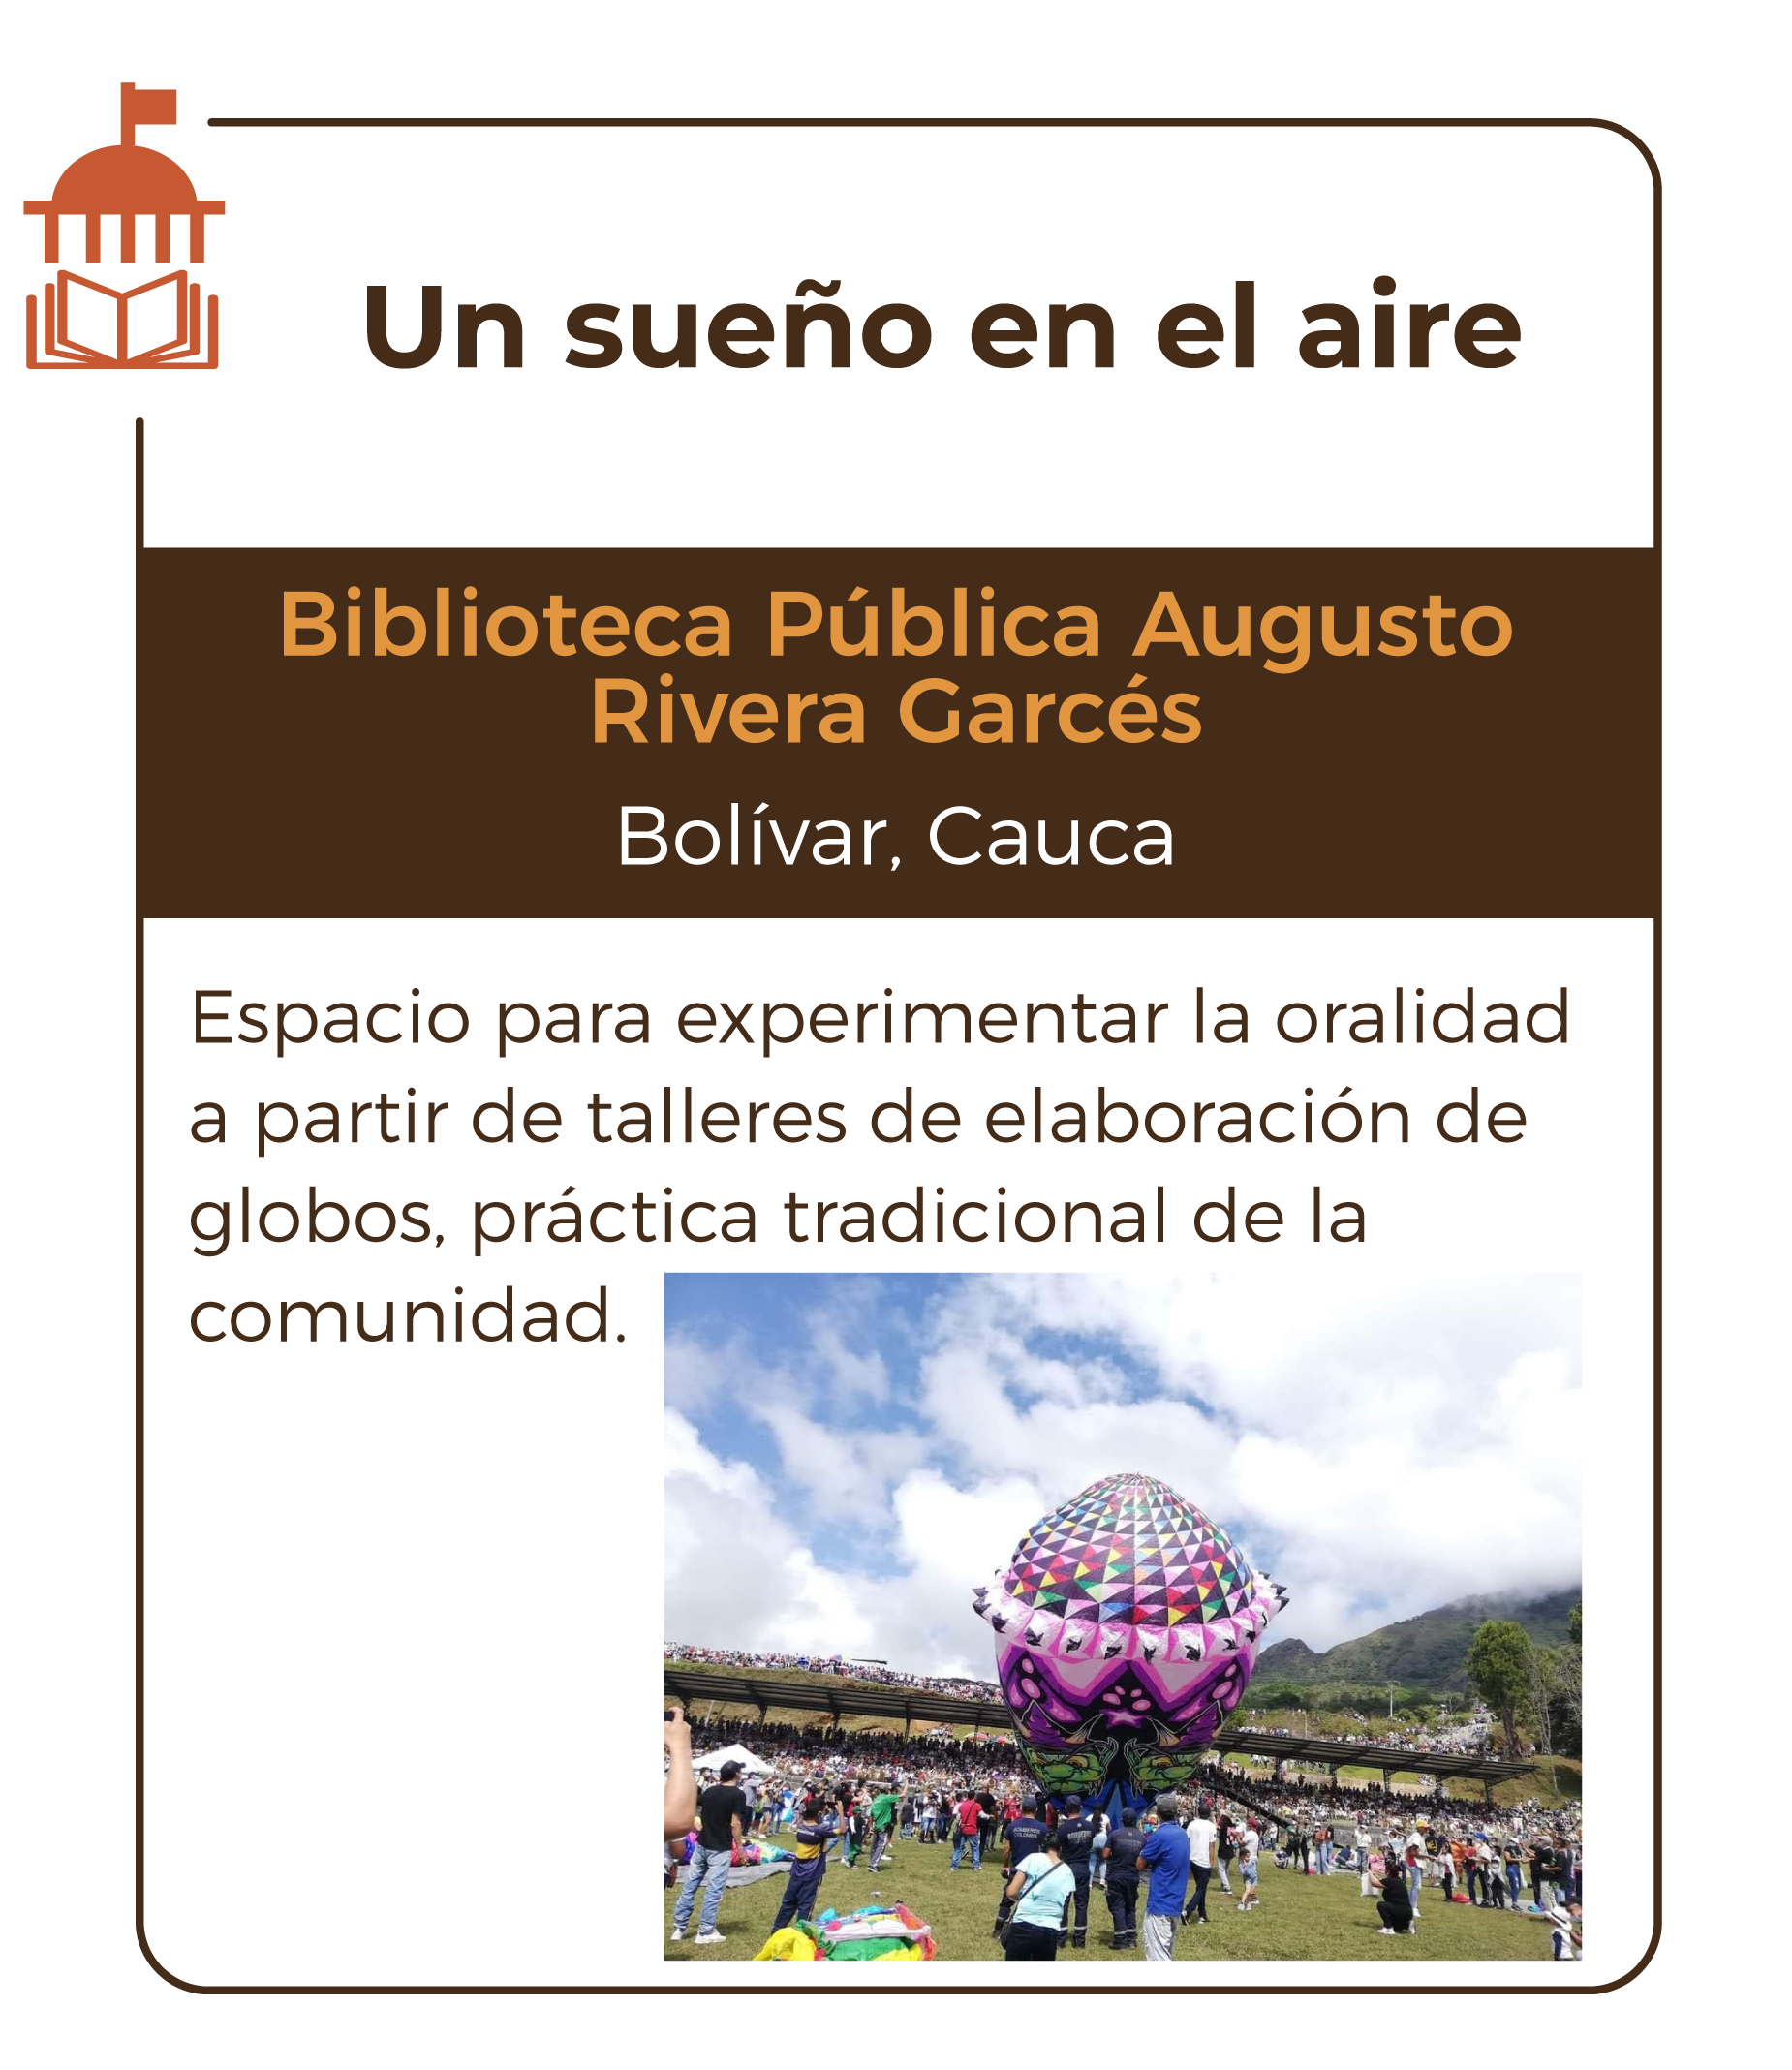 Un sueño en el aire
Biblioteca Pública Augusto
Rivera Garcés
Bolívar, Cauca
Espacio para experimentar la oralidad
a partir de talleres de elaboración de
globos, práctica tradicional de la
comunidad.
BOMBEROS